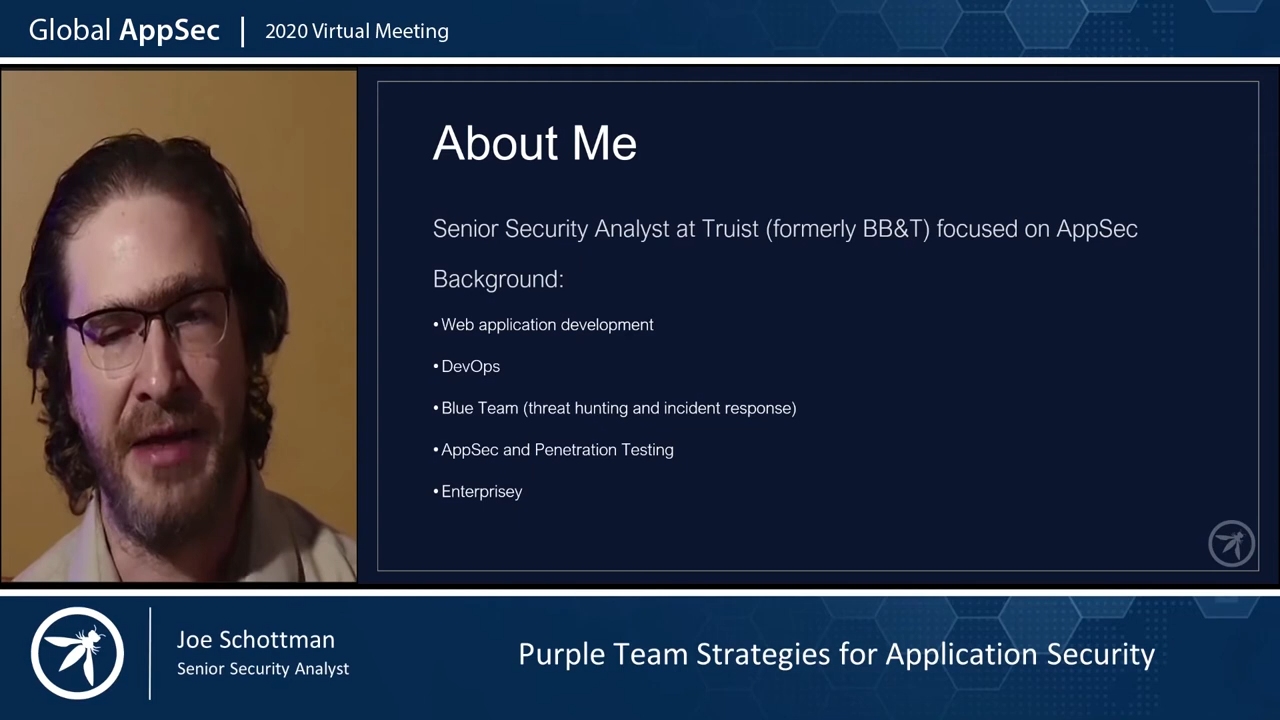 Global AppSec | 2020 Virtual Meeting
About Me
Senior Security Analyst at Truist (formerly BB&T) focused on AppSec
Background:
•Web application development
•DevOps
•Blue Team (threat hunting and incident response)
•AppSec and Penetration Testing
•Enterprisey
Joe Schottman
Senior Security Analyst
Purple Team Strategies for Application Security